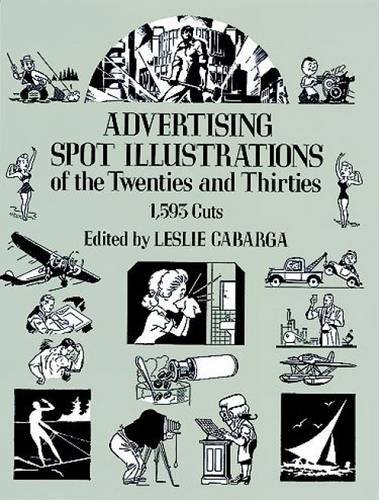 ADVERTISING
SPOT ILLUSTRATIONS
of the Twenties and Thirties
1,593 Cuts
Edited by LESLIE CABARGA